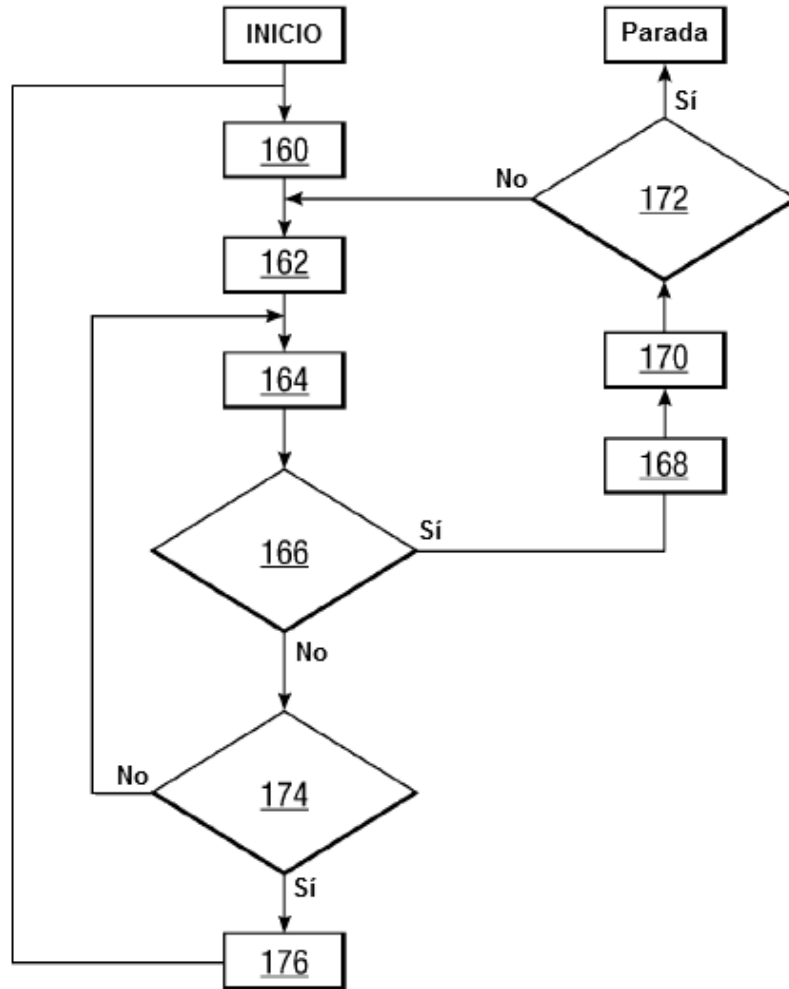 INICIO
Parada
Sí
160
No
172
162
170
164
168
166
Sí
No
No
174
Sí
176